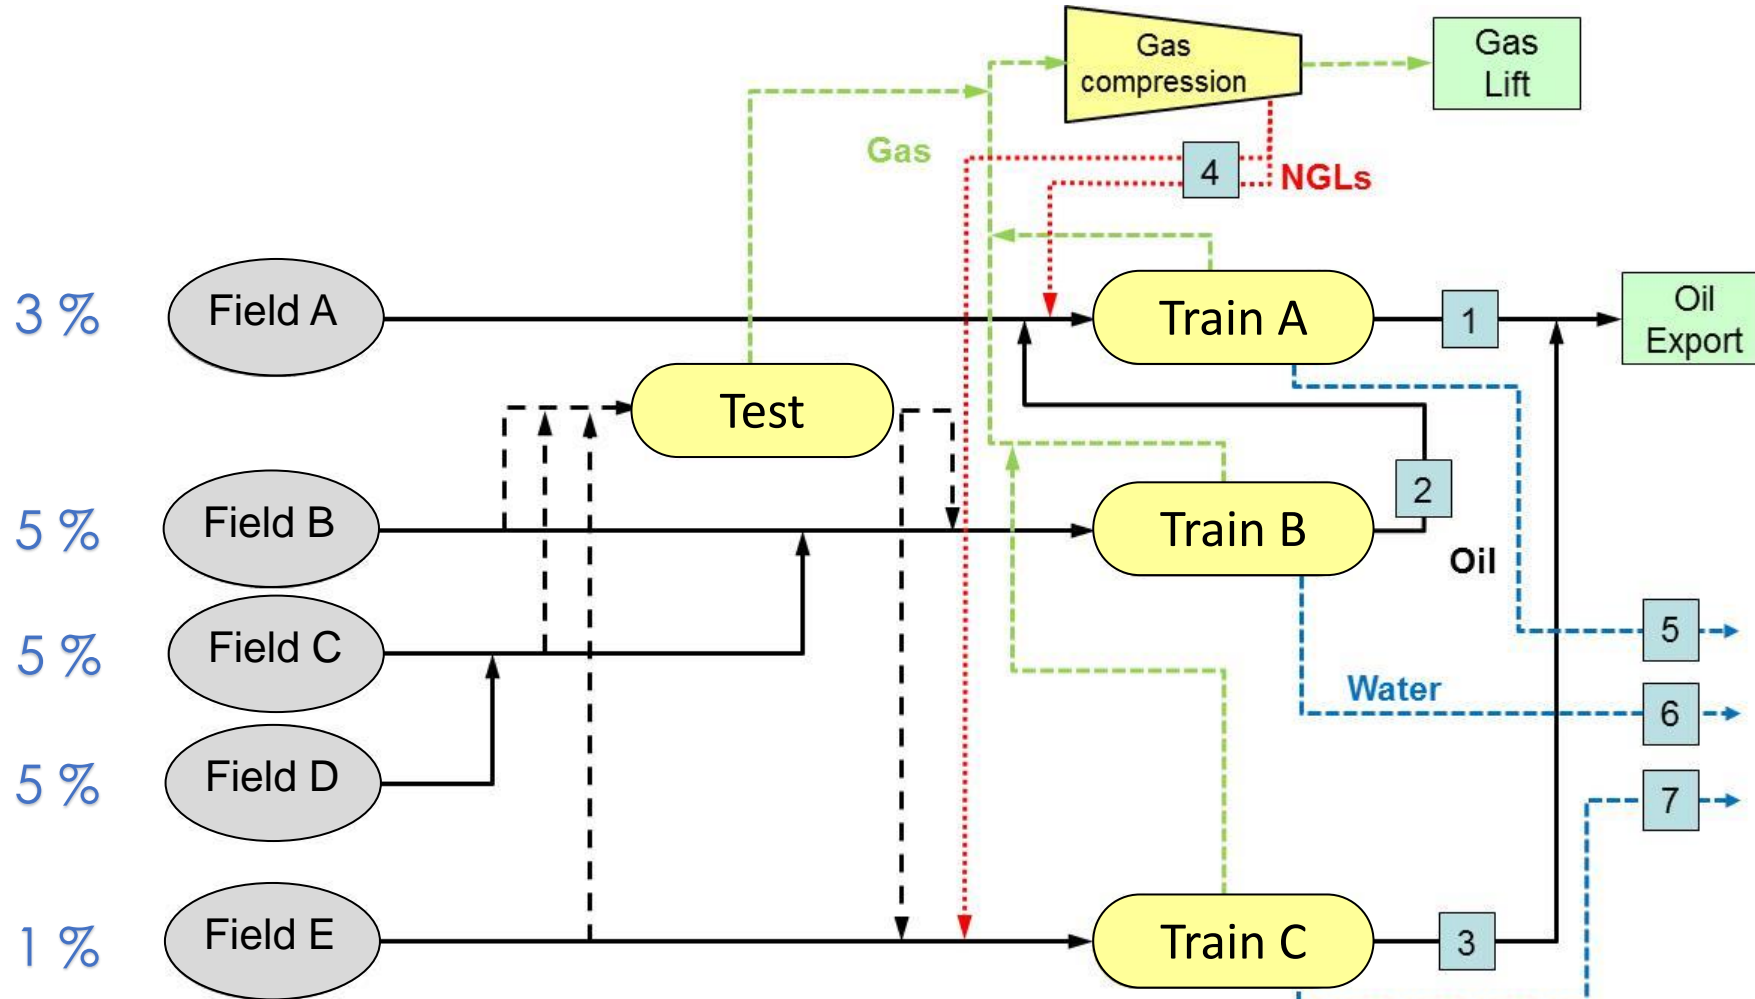 Gas
compression
Gas
Lift
Gas
4
NGLs
3 %
Field A
Train A
1
Oil
Export
Test
5 %
Field B
Train B
2
Oil
5 %
Field C
5
Water
6
5 %
Field D
7
1 %
Field E
Train C
3